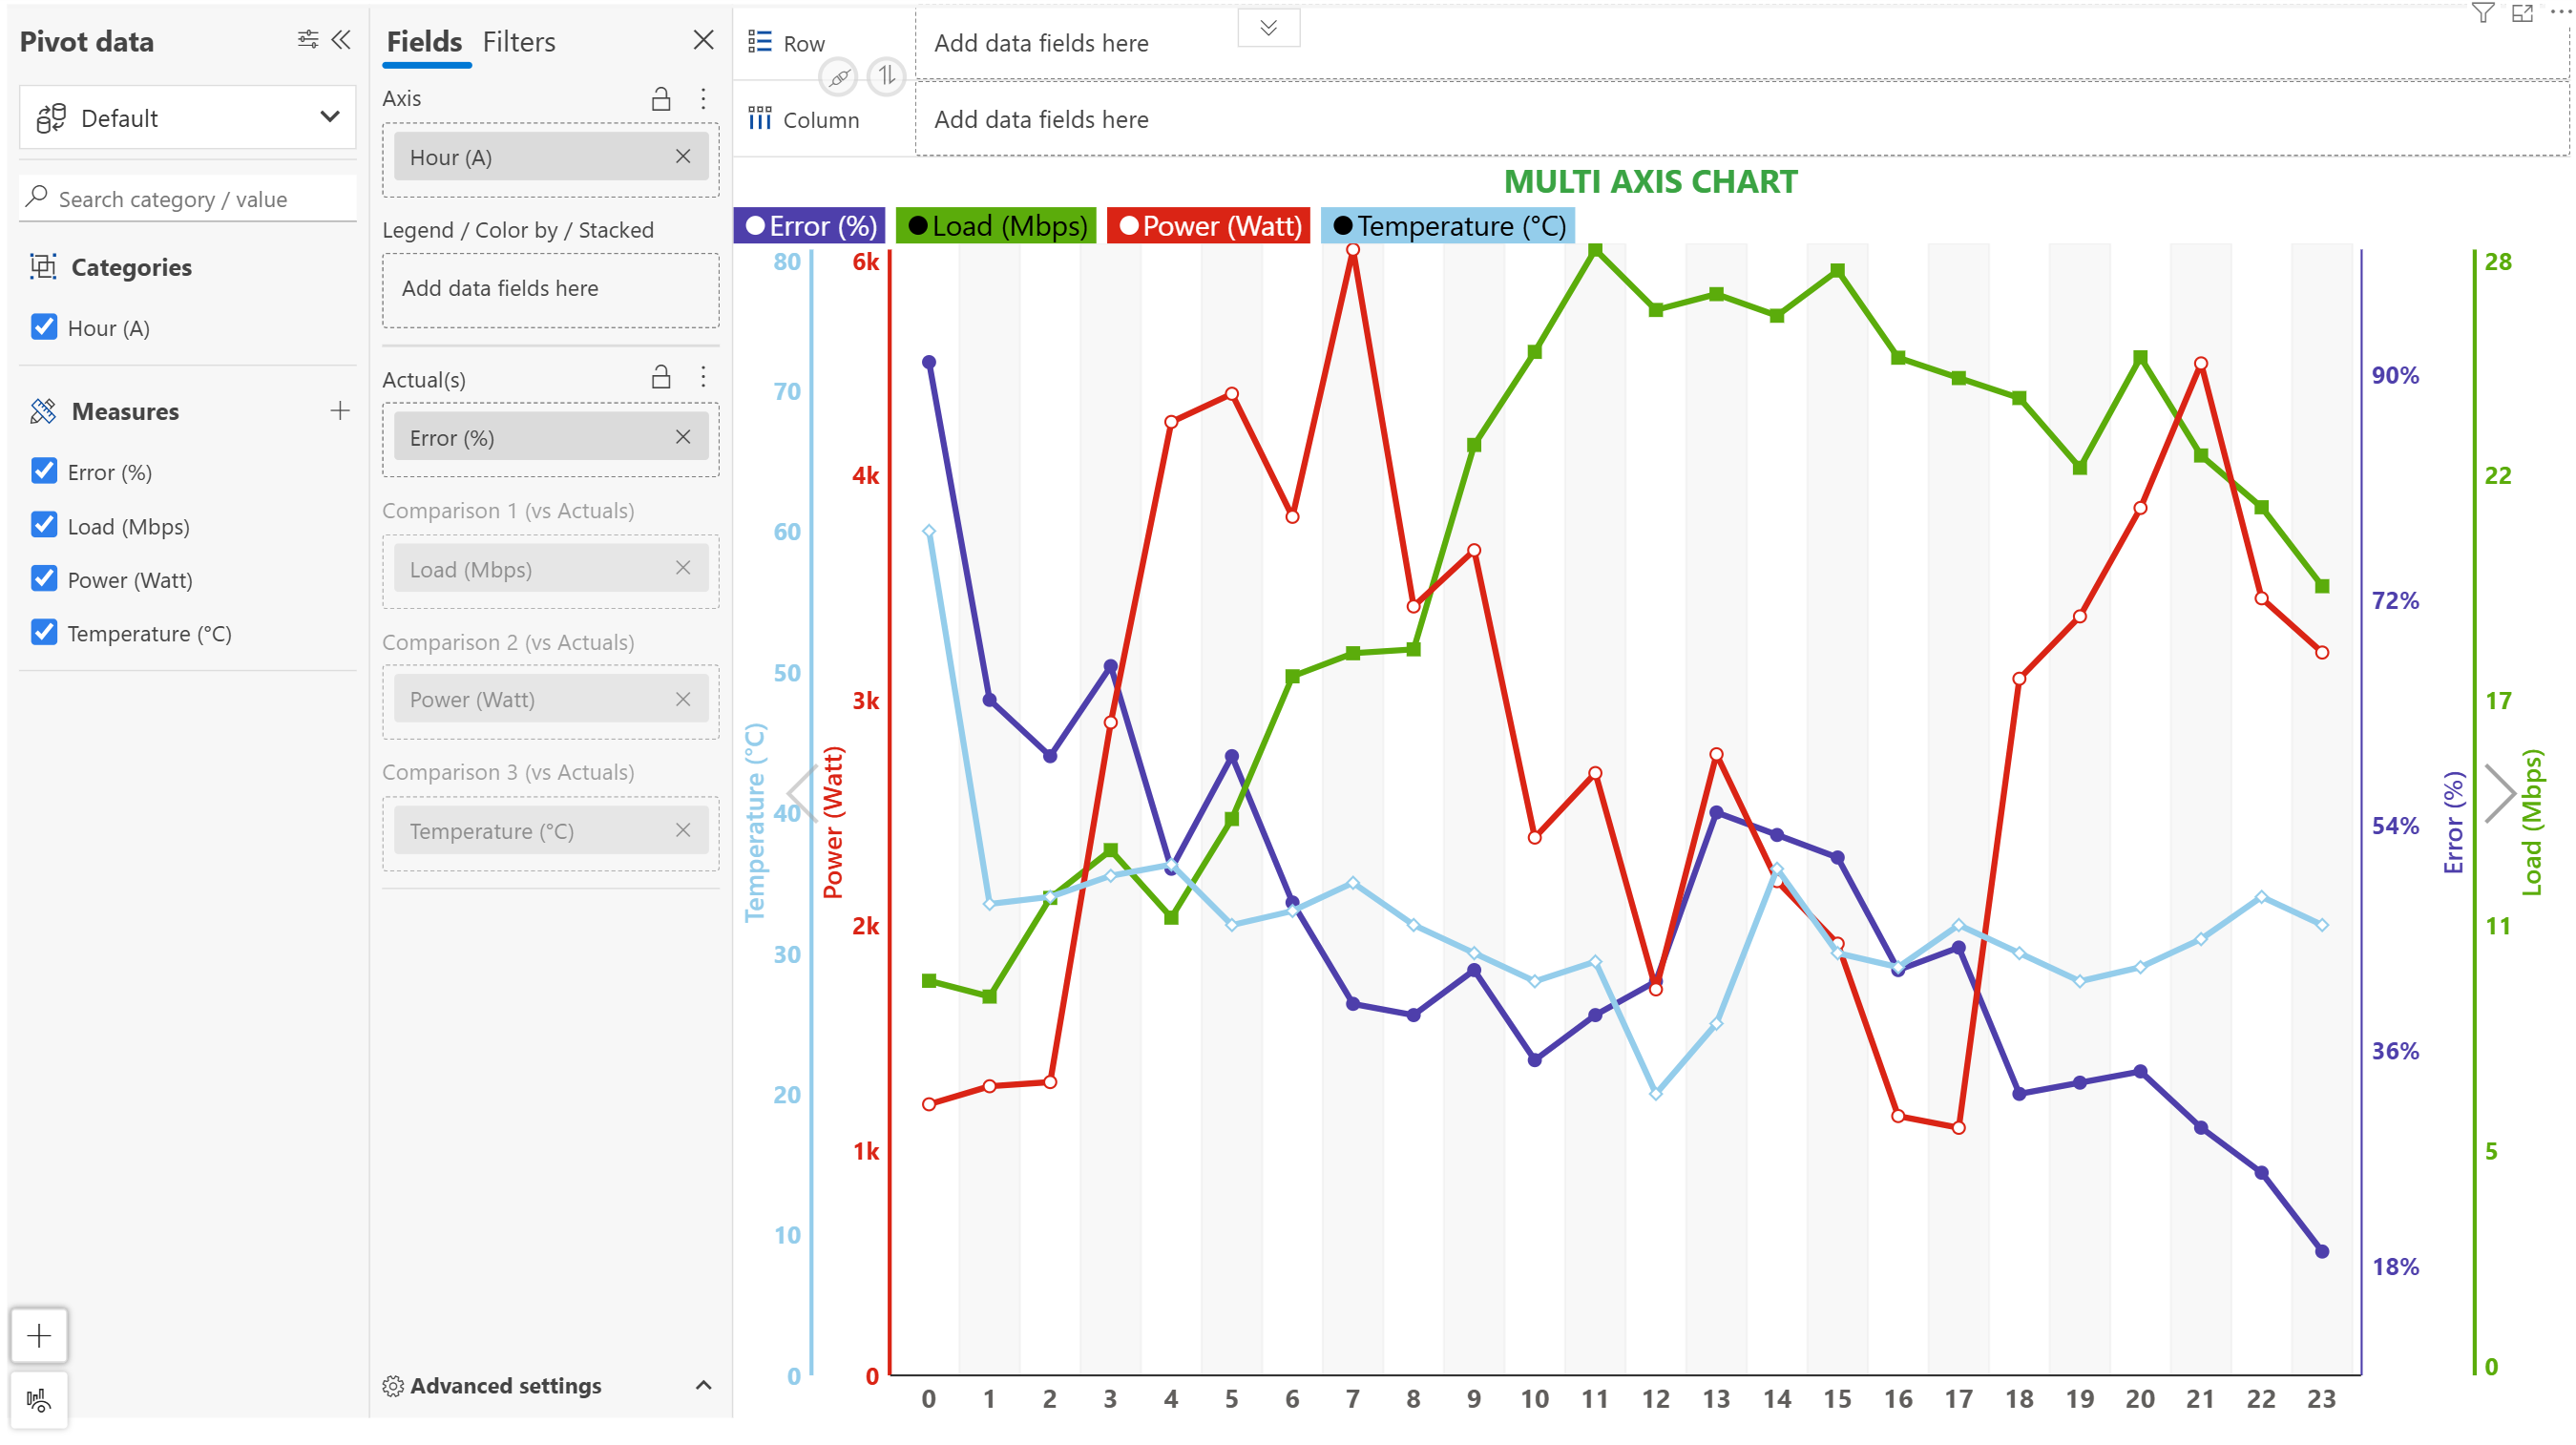 Pivot data
Default
Search category / value
Categories
Hour (A)
Measures
Error (%)
Load (Mbps)
Power (Watt)
Temperature (°C)
Fields
Filters
Axis
Hour (A)
Legend / Color by / Stacked
Add data fields here
Actual(s)
Error (%)
Comparison 1 (vs Actuals)
Load (Mbps)
Comparison 2 (vs Actuals)
Power (Watt)
Comparison 3 (vs Actuals)
Temperature (°C)
Advanced settings
Row
Add data fields here
Column
Add data fields here
MULTI AXIS CHART
Error (%) Load (Mbps) Power (Watt) Temperature (°C)
Temperature (°C)
80
70
60
50
40
30
20
10
0
Power (Watt)
6k
4k
3k
2k
1k
0
90%
72%
54%
36%
18%
Error (%)
28
22
17
11
5
0
Load (Mbps)
0 1 2 3 4 5 6 7 8 9 10 11 12 13 14 15 16 17 18 19 20 21 22 23